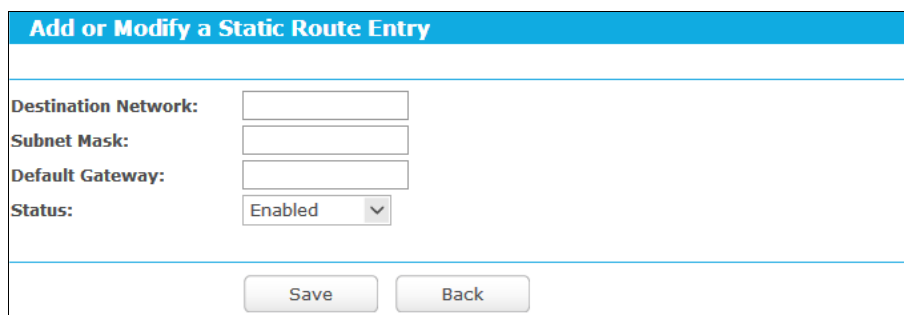 Add or Modify a Static Route Entry
Destination Network:
Subnet Mask:
Default Gateway:
Status: Enabled
Save Back